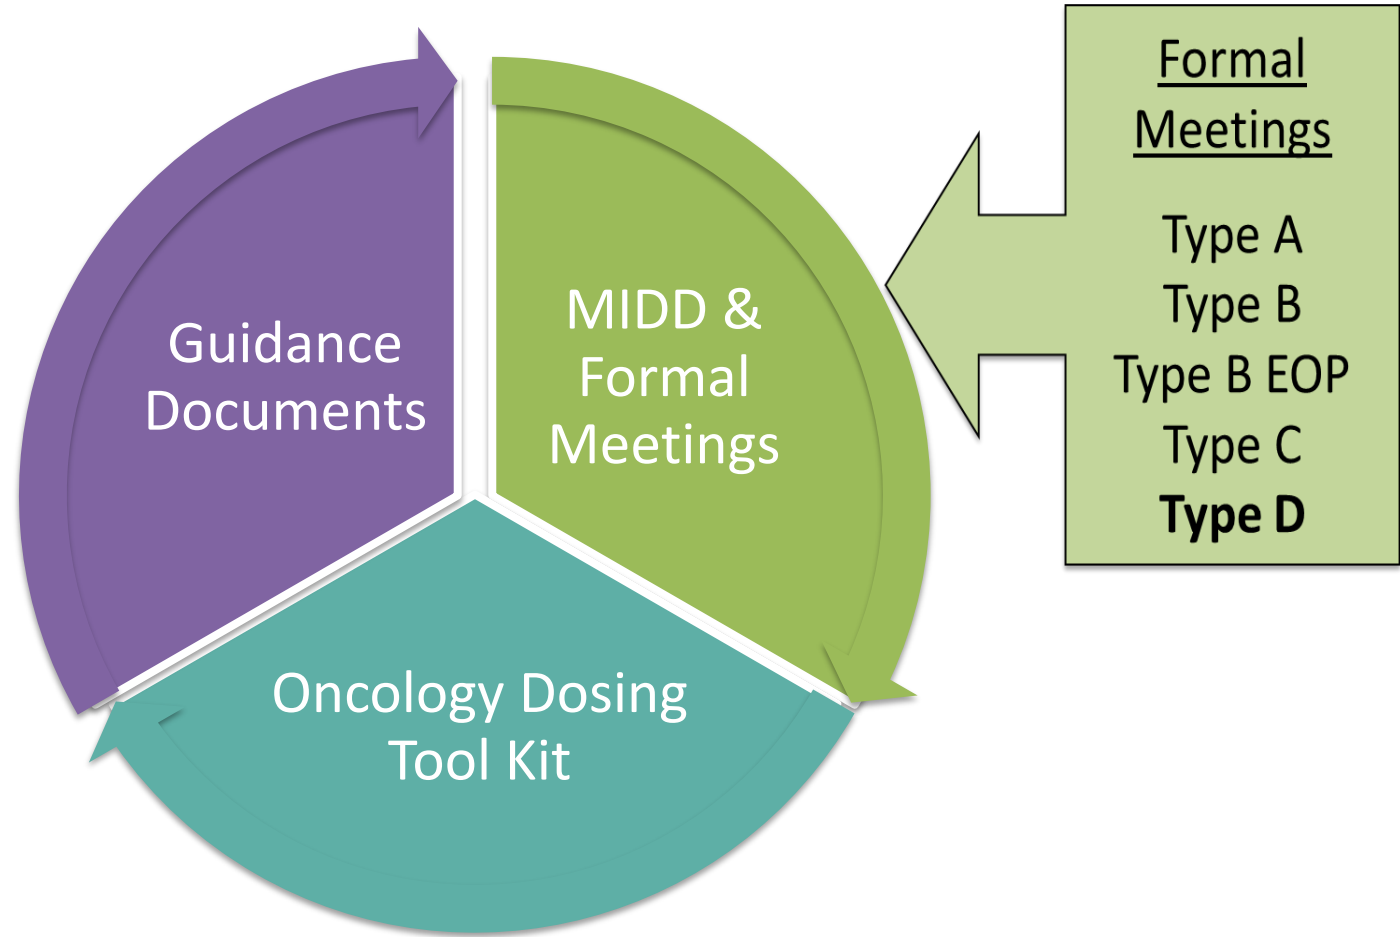 Guidance
Documents
MIDD &
Formal
Meetings
Oncology Dosing
Tool Kit
Formal
Meetings
Type A
Type B
Type B EOP
Type C
Type D